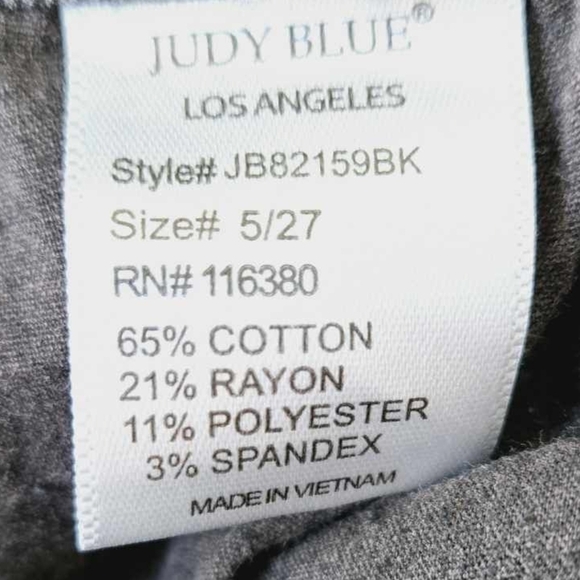 JUDY BLUE®
LOS ANGELES
Style# JB82159BK
Size# 5/27
RN# 116380
65% COTTON
21% RAYON
11% POLYESTER
3% SPANDEX
MADE IN VIETNAM